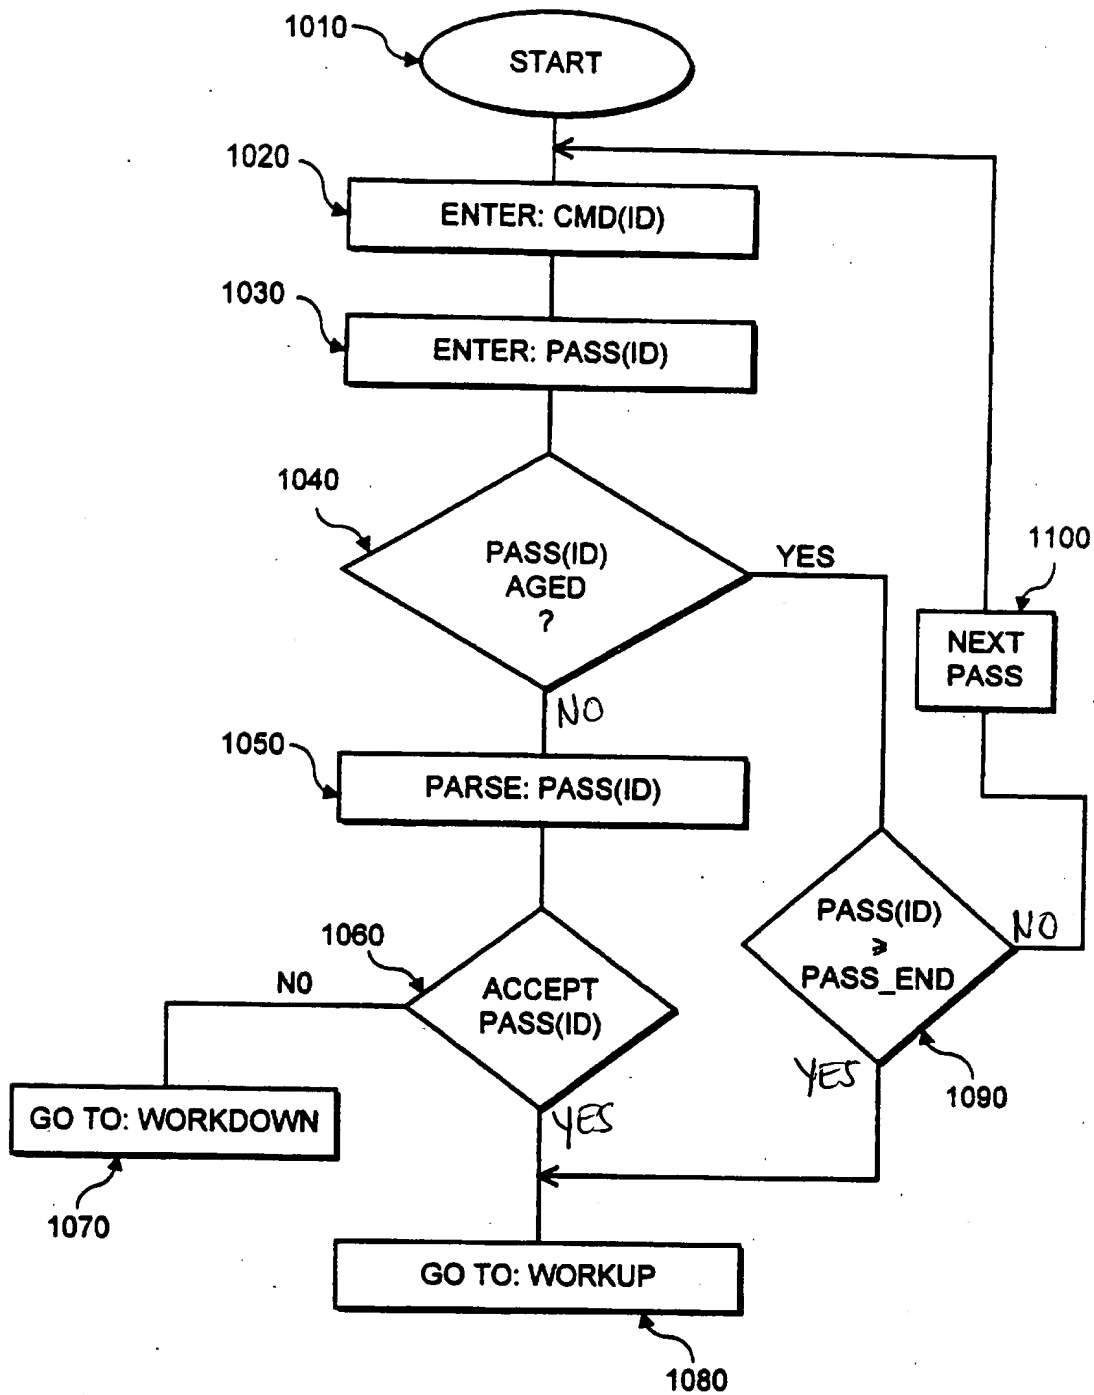 1010
START
1020
ENTER: CMD(ID)
1030
ENTER: PASS(ID)
1040
PASS(ID)
AGED
?
YES
1100
NEXT
PASS
NO
1050
PARSE: PASS(ID)
PASS(ID)
≥
PASS_END
NO
1060
ACCEPT
PASS(ID)
NO
YES
1090
GO TO: WORKDOWN
YES
1070
GO TO: WORKUP
1080